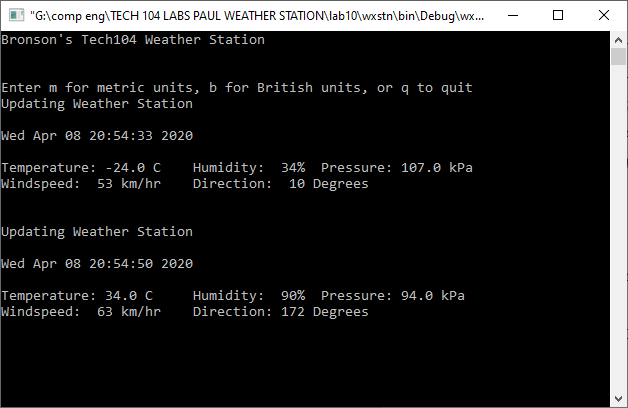 "G:\comp eng\TECH 104 LABS PAUL WEATHER STATION\lab10\wxstn\bin\Debug\wx...
Bronson's Tech104 Weather Station
Enter m for metric units, b for British units, or q to quit
Updating Weather Station
Wed Apr 08 20:54:33 2020
Temperature: -24.0 C    Humidity:  34%  Pressure: 107.0 kPa
Windspeed:  53 km/hr    Direction:  10 Degrees
Updating Weather Station
Wed Apr 08 20:54:50 2020
Temperature: 34.0 C     Humidity:  90%  Pressure: 94.0 kPa
Windspeed:  63 km/hr    Direction: 172 Degrees